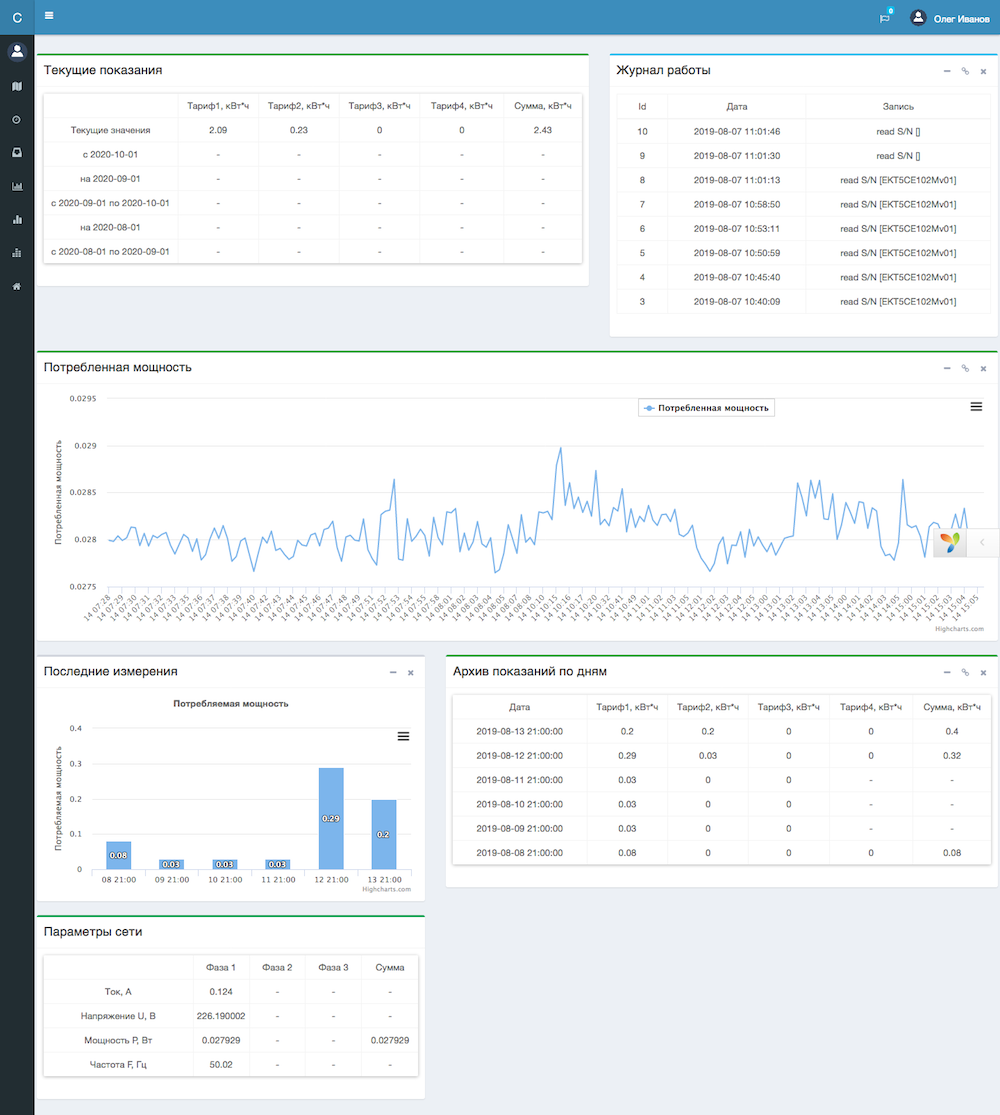 C
8
Олег Иванов
Текущие показания
Тариф1, кВт*ч Тариф2, кВт*ч Тариф3, кВт*ч Тариф4, кВт*ч Сумма, кВт*ч
Текущие значения 2.09 0.23 0 0 2.43
с 2020-10-01 - - - - -
на 2020-09-01 - - - - -
с 2020-09-01 по 2020-10-01 - - - - -
на 2020-08-01 - - - - -
с 2020-08-01 по 2020-09-01 - - - - -
Журнал работы
Id Дата Запись
10 2019-08-07 11:01:46 read S/N []
9 2019-08-07 11:01:30 read S/N []
8 2019-08-07 11:01:13 read S/N [EKT5CE102Mv01]
7 2019-08-07 10:58:50 read S/N [EKT5CE102Mv01]
6 2019-08-07 10:53:11 read S/N [EKT5CE102Mv01]
5 2019-08-07 10:50:59 read S/N [EKT5CE102Mv01]
4 2019-08-07 10:45:40 read S/N [EKT5CE102Mv01]
3 2019-08-07 10:40:09 read S/N [EKT5CE102Mv01]
Потребленная мощность
Потребленная мощность
Потребленная мощность
0.0295
0.029
0.0285
0.028
0.0275
14 07:28 14 07:29 14 07:30 14 07:31 14 07:32 14 07:33 14 07:35 14 07:36 14 07:37 14 07:38 14 07:39 14 07:40 14 07:42 14 07:43 14 07:44 14 07:45 14 07:46 14 07:47 14 07:48 14 07:49 14 07:51 14 07:52 14 07:53 14 07:54 14 07:55 14 07:58 14 08:01 14 08:02 14 08:03 14 08:04 14 08:05 14 08:07 14 08:08 14 10:10 14 10:15 14 10:16 14 10:17 14 10:20 14 10:32 14 10:41 14 10:49 14 11:01 14 11:02 14 11:03 14 11:05 14 12:01 14 12:02 14 12:03 14 12:04 14 12:05 14 13:00 14 13:01 14 13:02 14 13:03 14 13:04 14 13:05 14 14:00 14 14:01 14 14:02 14 14:03 14 14:05 14 15:00 14 15:01 14 15:02 14 15:03 14 15:04 14 15:05
Highcharts.com
Последние измерения
Потребляемая мощность
Потребляемая мощность
0.4
0.3
0.2
0.1
0
0.08 0.03 0.03 0.03 0.29 0.2
08 21:00 09 21:00 10 21:00 11 21:00 12 21:00 13 21:00
Highcharts.com
Архив показаний по дням
Дата Тариф1, кВт*ч Тариф2, кВт*ч Тариф3, кВт*ч Тариф4, кВт*ч Сумма, кВт*ч
2019-08-13 21:00:00 0.2 0.2 0 0 0.4
2019-08-12 21:00:00 0.29 0.03 0 0 0.32
2019-08-11 21:00:00 0.03 0 0 - -
2019-08-10 21:00:00 0.03 0 0 - -
2019-08-09 21:00:00 0.03 0 0 - -
2019-08-08 21:00:00 0.08 0 0 0 0.08
Параметры сети
Фаза 1 Фаза 2 Фаза 3 Сумма
Ток, А 0.124 - - -
Напряжение U, В 226.190002 - - -
Мощность P, Вт 0.027929 - - 0.027929
Частота F, Гц 50.02 - - -